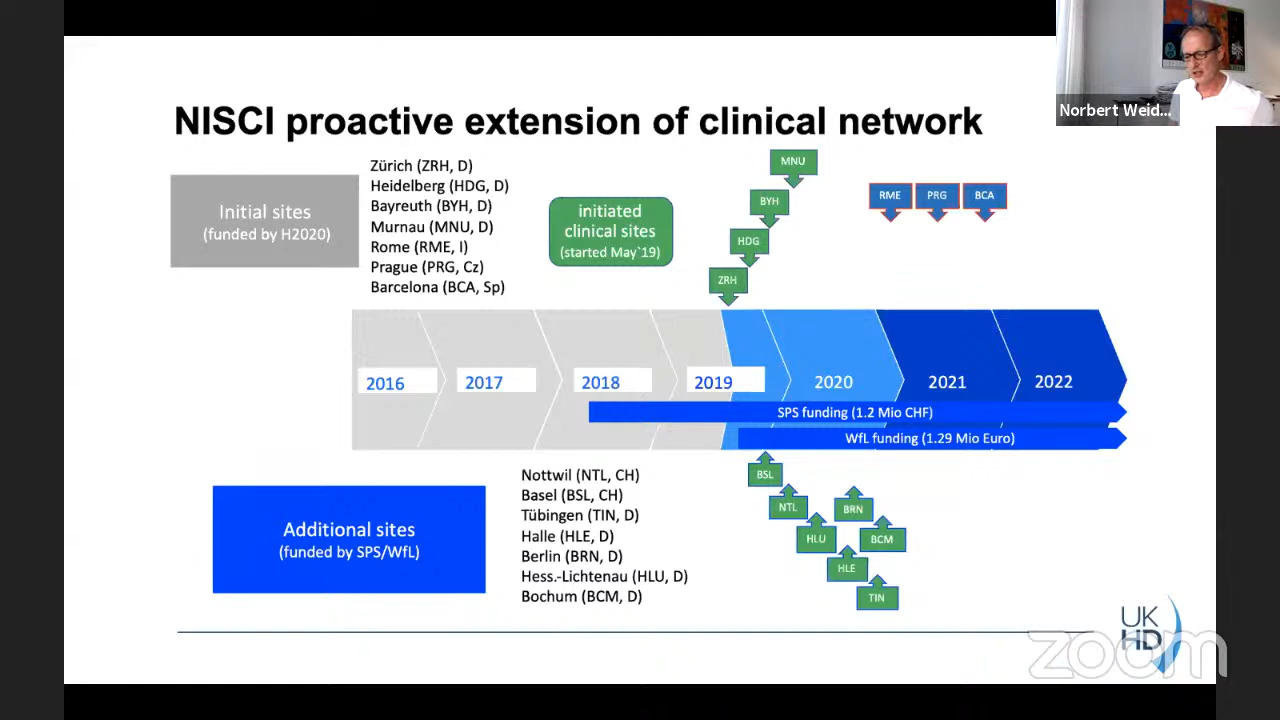 Norbert Weid...
NISCI proactive extension of clinical network
Initial sites
(funded by H2020)
Zürich (ZRH, D)
Heidelberg (HDG, D)
Bayreuth (BYH, D)
Murnau (MNU, D)
Rome (RME, I)
Prague (PRG, Cz)
Barcelona (BCA, Sp)
initiated
clinical sites
(started May`19)
MNU
BYH
HDG
ZRH
RME
PRG
BCA
2016
2017
2018
2019
2020
2021
2022
SPS funding (1.2 Mio CHF)
WfL funding (1.29 Mio Euro)
Additional sites
(funded by SPS/WfL)
Nottwil (NTL, CH)
Basel (BSL, CH)
Tübingen (TIN, D)
Halle (HLE, D)
Berlin (BRN, D)
Hess.-Lichtenau (HLU, D)
Bochum (BCM, D)
BSL
NTL
BRN
HLU
BCM
HLE
TIN
UK
HD
zoom